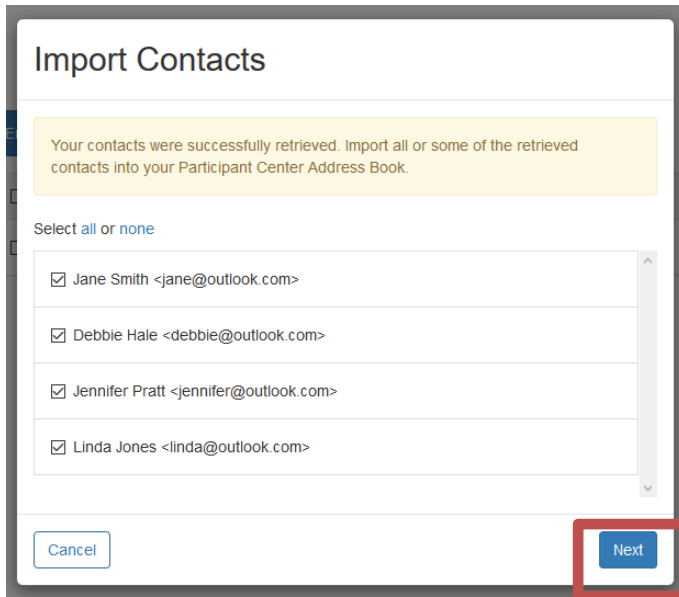 Import Contacts
Your contacts were successfully retrieved. Import all or some of the retrieved
contacts into your Participant Center Address Book.
Select all or none
Jane Smith <jane@outlook.com>
Debbie Hale <debbie@outlook.com>
Jennifer Pratt <jennifer@outlook.com>
Linda Jones <linda@outlook.com>
Cancel
Next